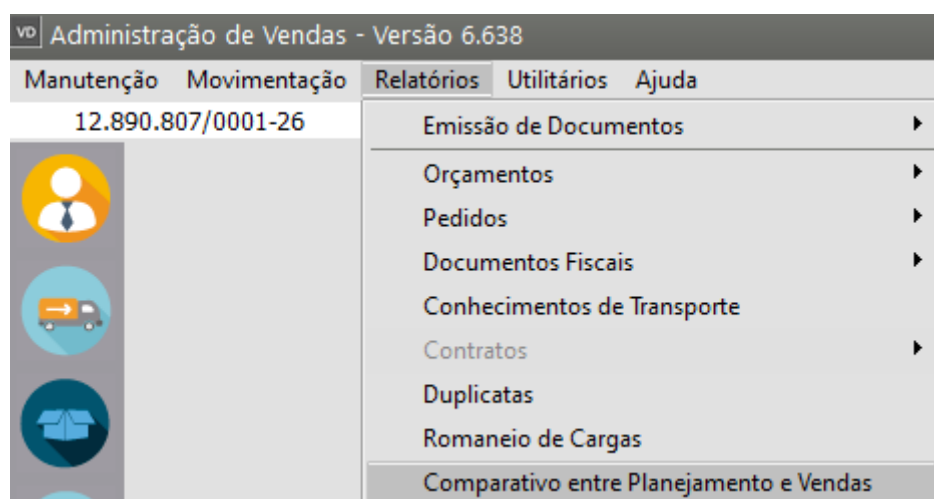 VD Administração de Vendas - Versão 6.638
Manutenção Movimentação Relatórios Utilitários Ajuda
12.890.807/0001-26
Emissão de Documentos
Orçamentos
Pedidos
Documentos Fiscais
Conhecimentos de Transporte
Contratos
Duplicatas
Romaneio de Cargas
Comparativo entre Planejamento e Vendas